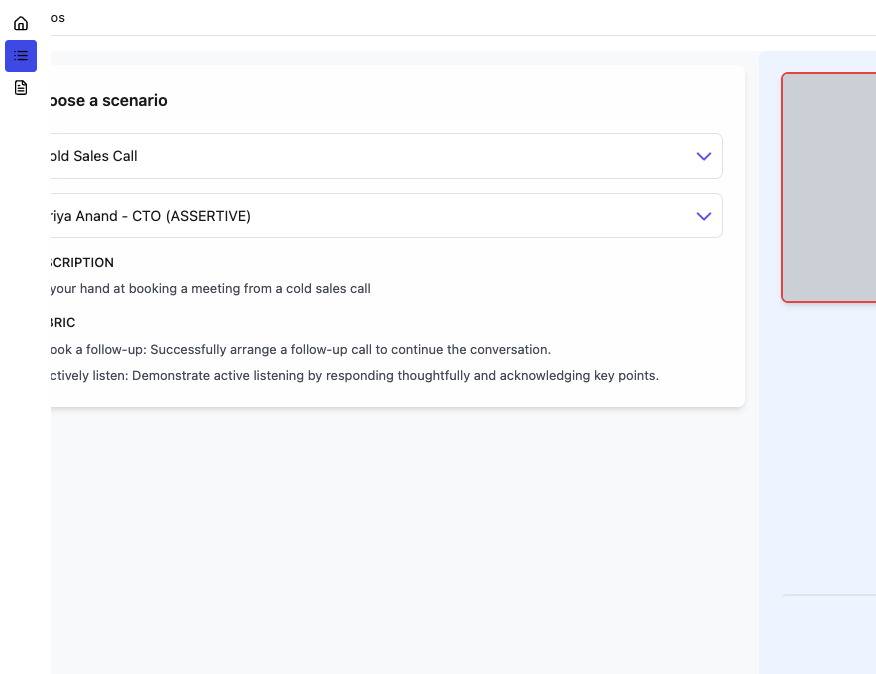 os
oose a scenario
old Sales Call
riya Anand - CTO (ASSERTIVE)
SCRIPTION
your hand at booking a meeting from a cold sales call
BRIC
ook a follow-up: Successfully arrange a follow-up call to continue the conversation.
ctively listen: Demonstrate active listening by responding thoughtfully and acknowledging key points.